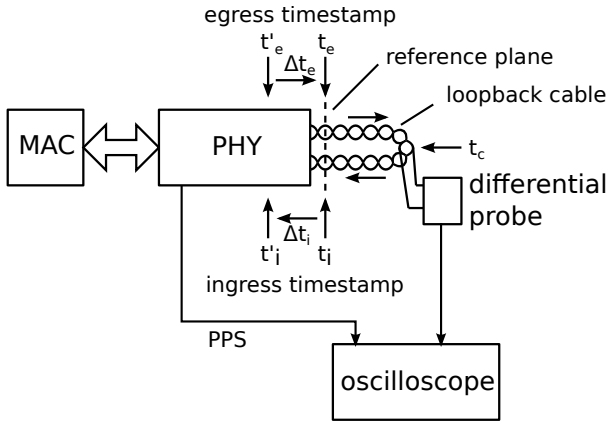 egress timestamp
t'e te
Δte
reference plane
loopback cable
MAC
PHY
tc
differential
probe
Δti
t'i ti
ingress timestamp
PPS
oscilloscope